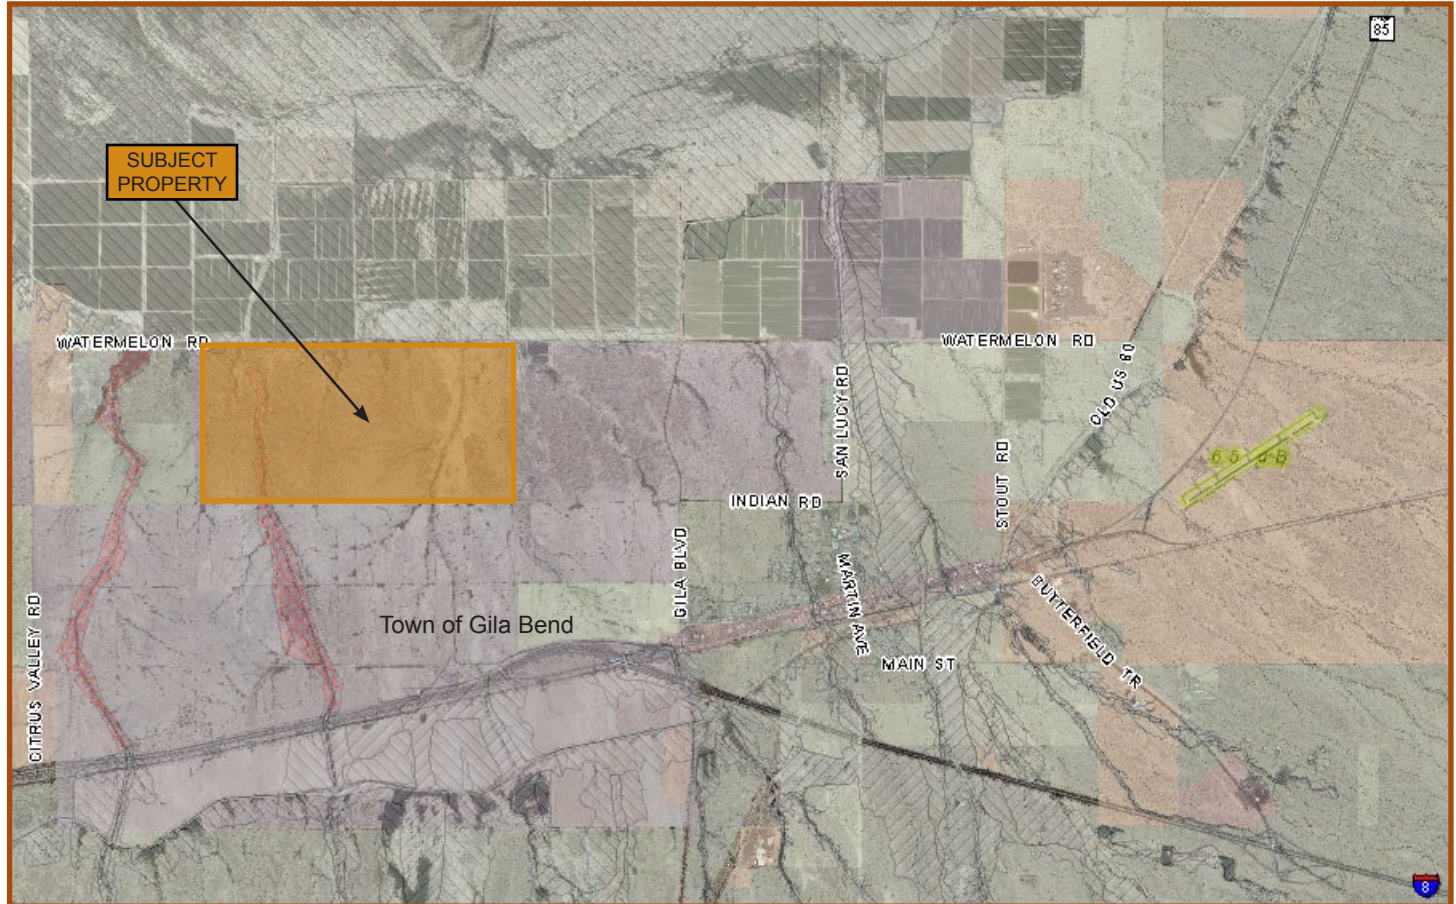 85
SUBJECT
PROPERTY
WATERMELON RD
WATERMELON RD
OLD US 80
SAN LUCY RD
STOUT RD
INDIAN RD
GILA BLVD
MARTIN AVE
BUTTERFIELD TR
Town of Gila Bend
MAIN ST
CITRUS VALLEY RD
8